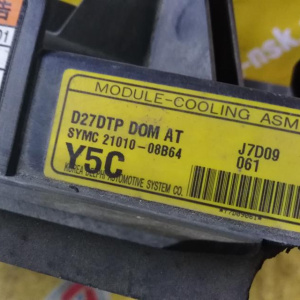 MODULE-COOLING ASM
D27DTP DOM AT
SYMC 21010-08B64
J7D09
061
Y5C
KOREA DELPHI AUTOMOTIVE SYSTEM CO.